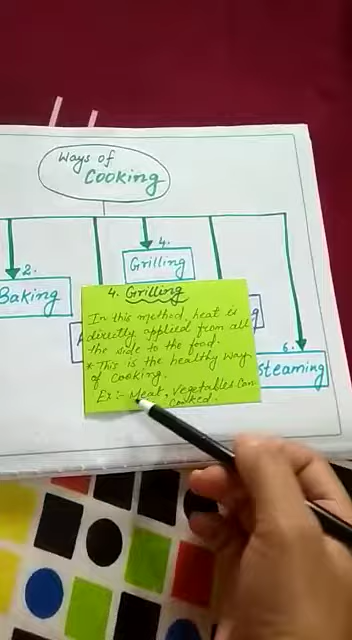 Ways of
Cooking
2.
Baking
4.
Grilling
6.
Steaming
4. Grilling
In this method, heat is
directly applied from all
the side to the food.
* This is the healthy way
of Cooking.
Ex:- Meat, Vegetables Can
Cooked.